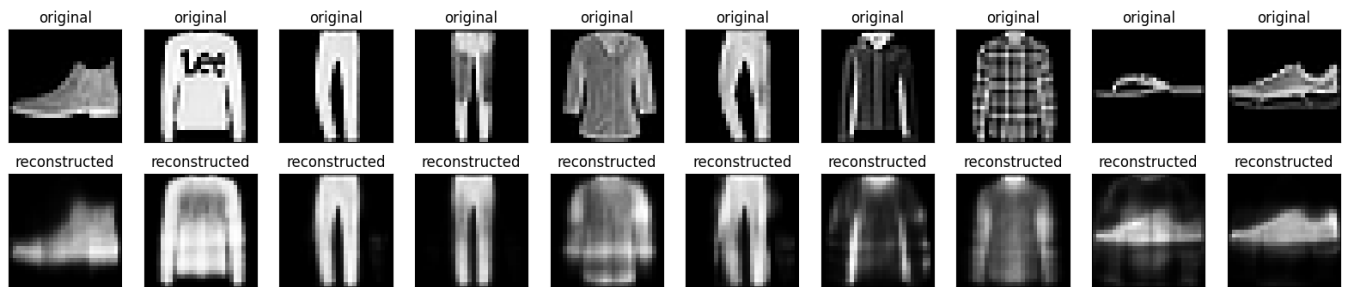 original original original original original original original original original original
Lee
reconstructed reconstructed reconstructed reconstructed reconstructed reconstructed reconstructed reconstructed reconstructed reconstructed